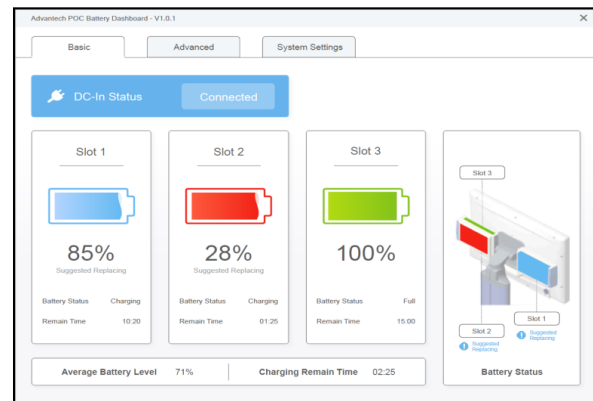 Advantech POC Battery Dashboard - V1.0.1
Basic
Advanced
System Settings
DC-In Status
Connected
Slot 1
85%
Suggested Replacing
Battery Status Charging
Remain Time 10:20
Slot 2
28%
Suggested Replacing
Battery Status Charging
Remain Time 01:25
Slot 3
100%
Battery Status Full
Remain Time 15:00
Slot 3
Slot 1
Suggested
Replacing
Slot 2
Suggested
Replacing
Battery Status
Average Battery Level 71%
Charging Remain Time 02:25